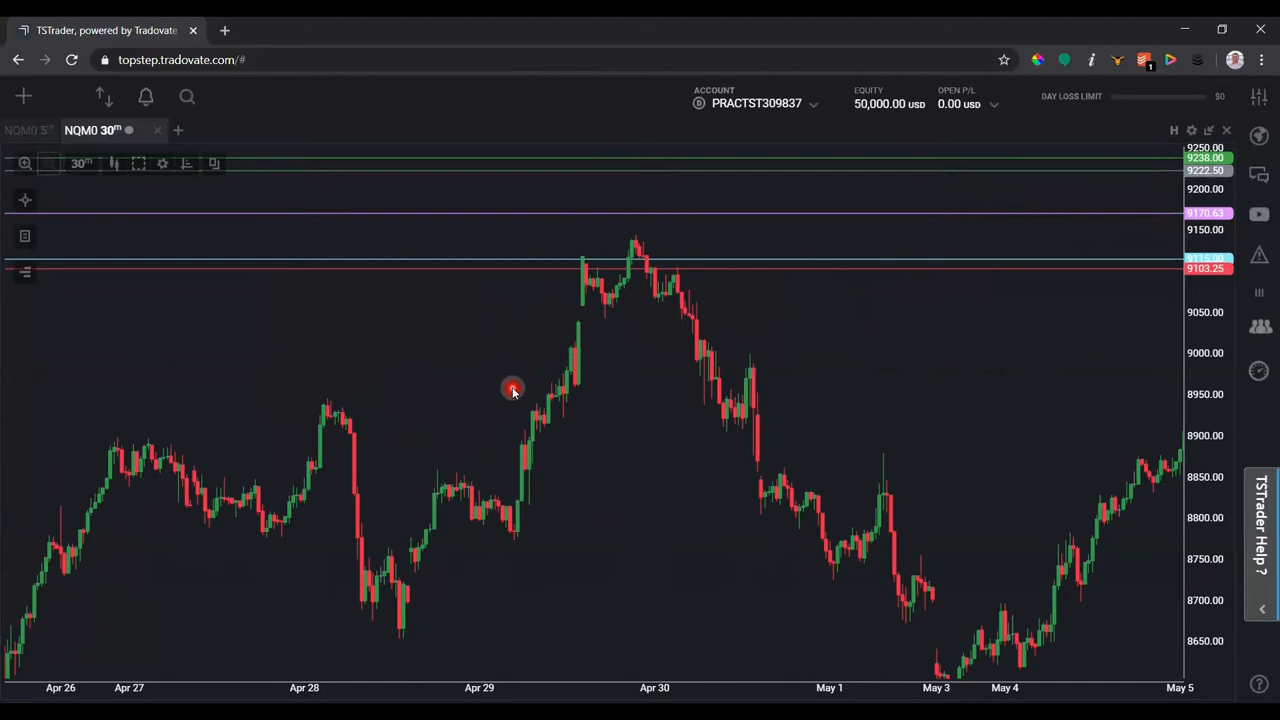 TSTrader, powered by Tradovate
topstep.tradovate.com/#
1
ACCOUNT
PRACTST309837
EQUITY
50,000.00 USD
OPEN P/L
0.00 USD
DAY LOSS LIMIT
$0
NQM0 5m
NQM0 30m
H
30m
9250.00
9238.00
9222.50
9200.00
9170.63
9150.00
9115.00
9103.25
9050.00
9000.00
8950.00
8900.00
8850.00
8800.00
8750.00
8700.00
8650.00
TSTrader Help ?
Apr 26
Apr 27
Apr 28
Apr 29
Apr 30
May 1
May 3
May 4
May 5